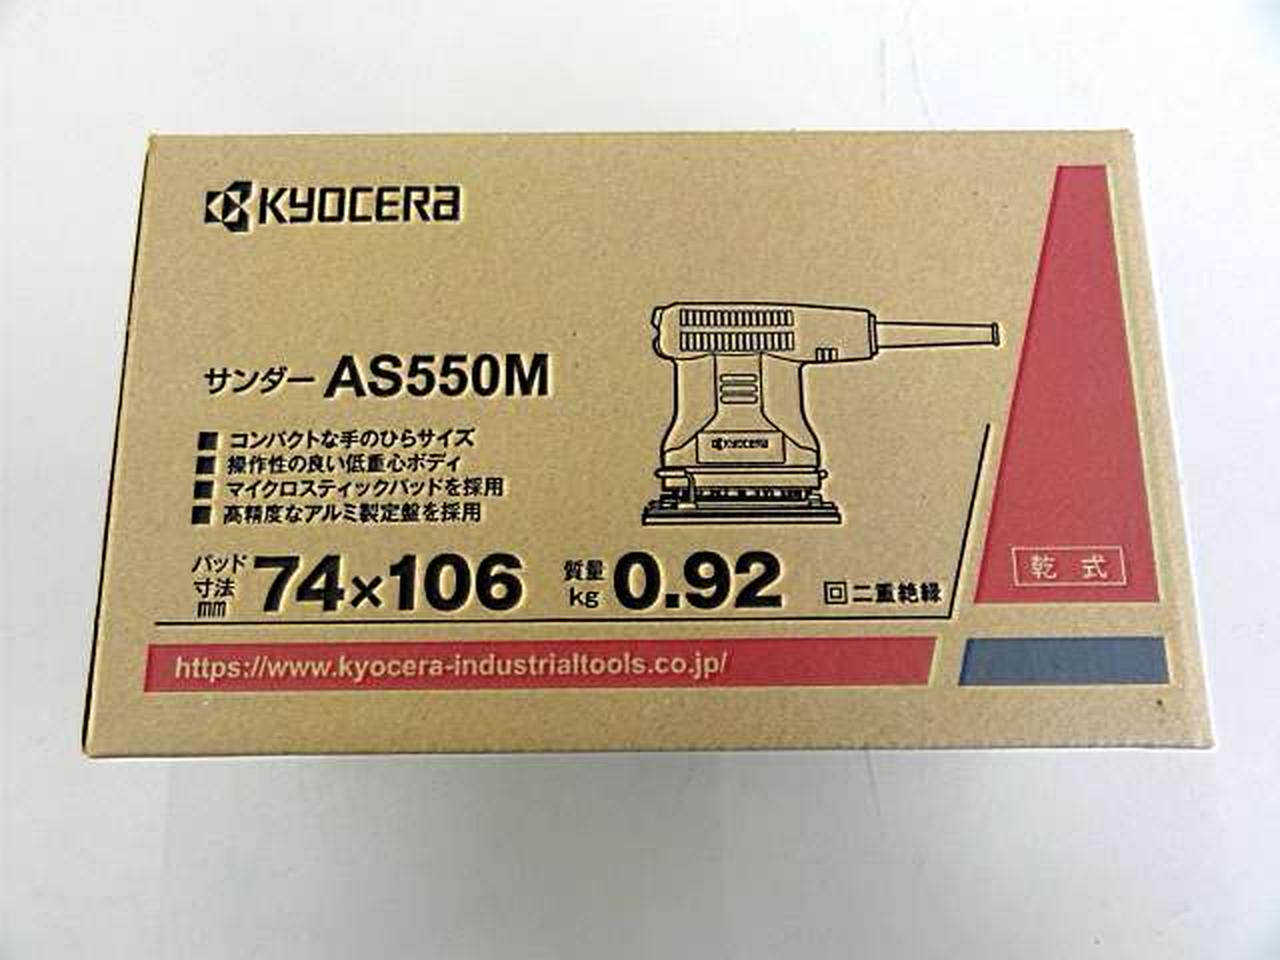 KYOCERA
サンダー AS550M
■ コンパクトな手のひらサイズ
■ 操作性の良い低重心ボディ
■ マイクロスティックパッドを採用
■ 高精度なアルミ製定盤を採用
KYOCERA
パッド寸法mm 74×106 質量kg 0.92 回二重絶縁
乾式
https://www.kyocera-industrialtools.co.jp/